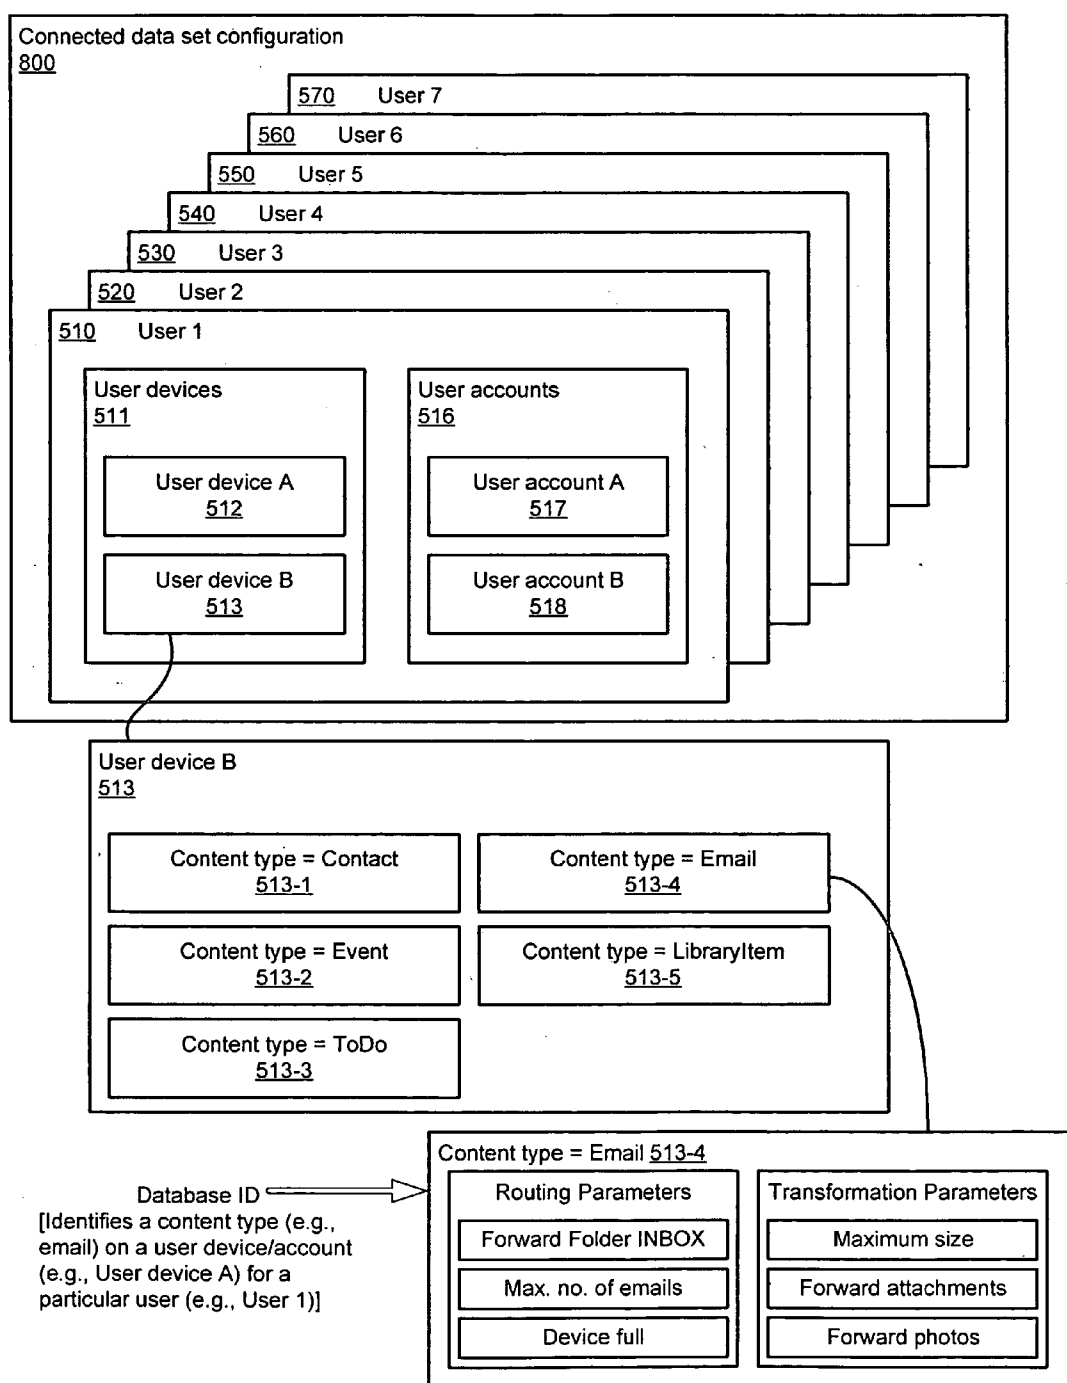 Connected data set configuration
800
570 User 7
560 User 6
550 User 5
540 User 4
530 User 3
520 User 2
510 User 1
User devices
511
User device A
512
User device B
513
User accounts
516
User account A
517
User account B
518
User device B
513
Content type = Contact
513-1
Content type = Email
513-4
Content type = Event
513-2
Content type = LibraryItem
513-5
Content type = ToDo
513-3
Content type = Email 513-4
Database ID
[Identifies a content type (e.g.,
email) on a user device/account
(e.g., User device A) for a
particular user (e.g., User 1)]
Routing Parameters
Forward Folder INBOX
Max. no. of emails
Device full
Transformation Parameters
Maximum size
Forward attachments
Forward photos